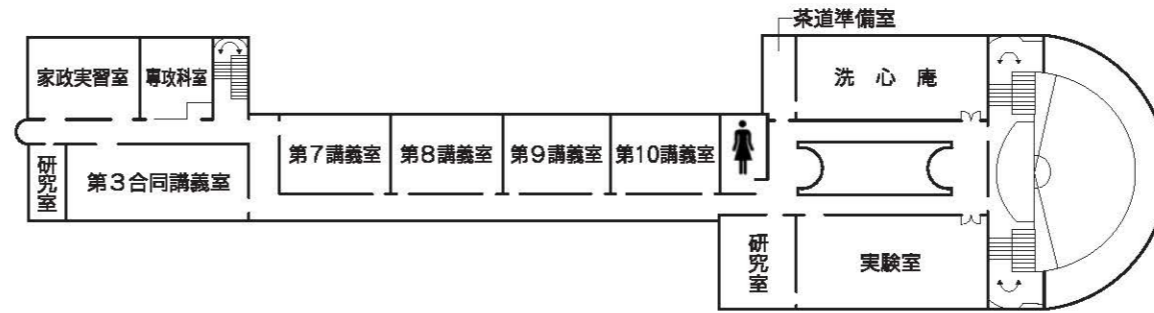 茶道準備室
家政実習室
専攻科室
洗心庵
第7講義室
第8講義室
第9講義室
第10講義室
研究室
第3合同講義室
研究室
実験室